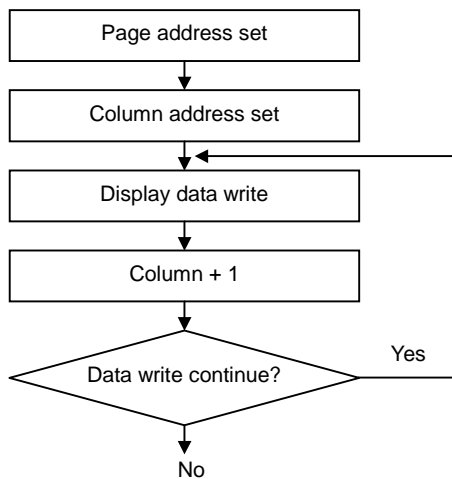 Page address set
Column address set
Display data write
Column + 1
Data write continue?
Yes
No